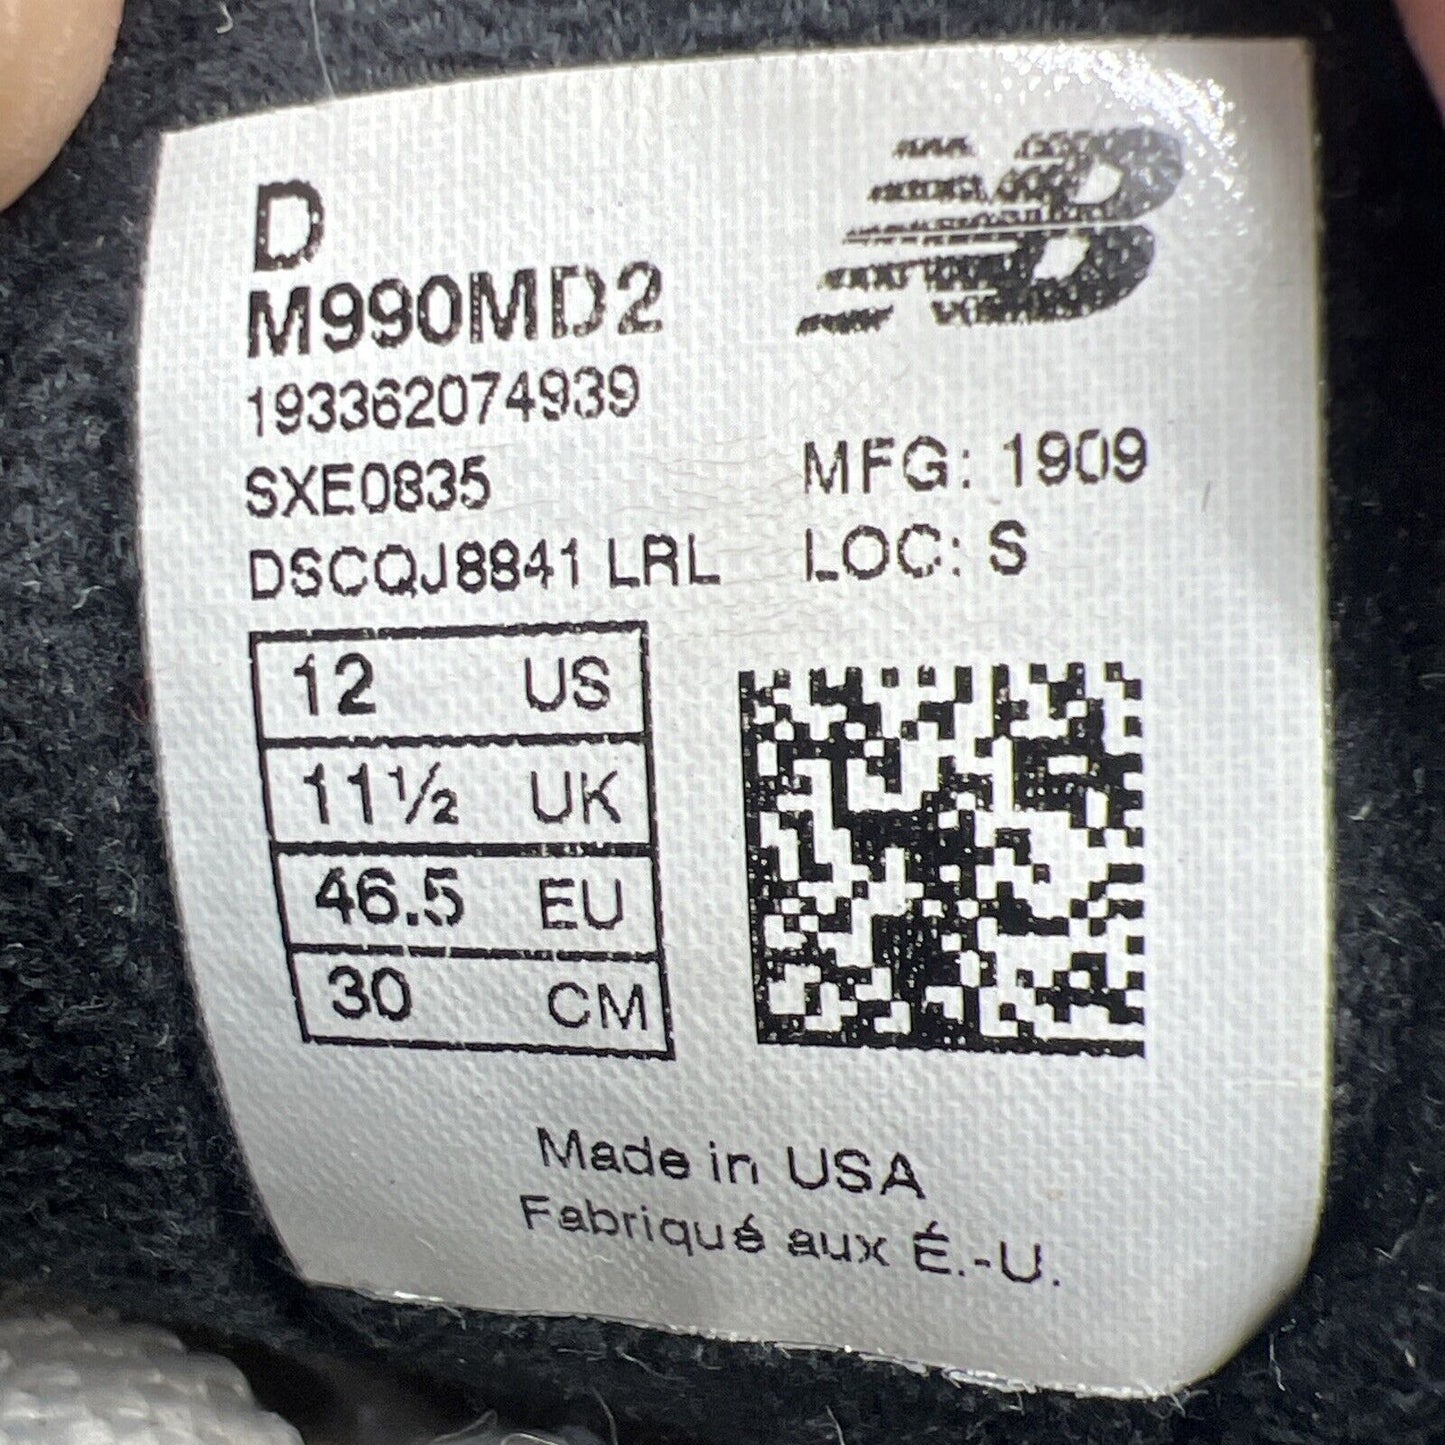 D
M990MD2
193362074939
SXE0835
MFG: 1909
DSCQJ8841 LRL
LOC: S
12 US
11½ UK
46.5 EU
30 CM
Made in USA
Fabriqué aux É.-U.